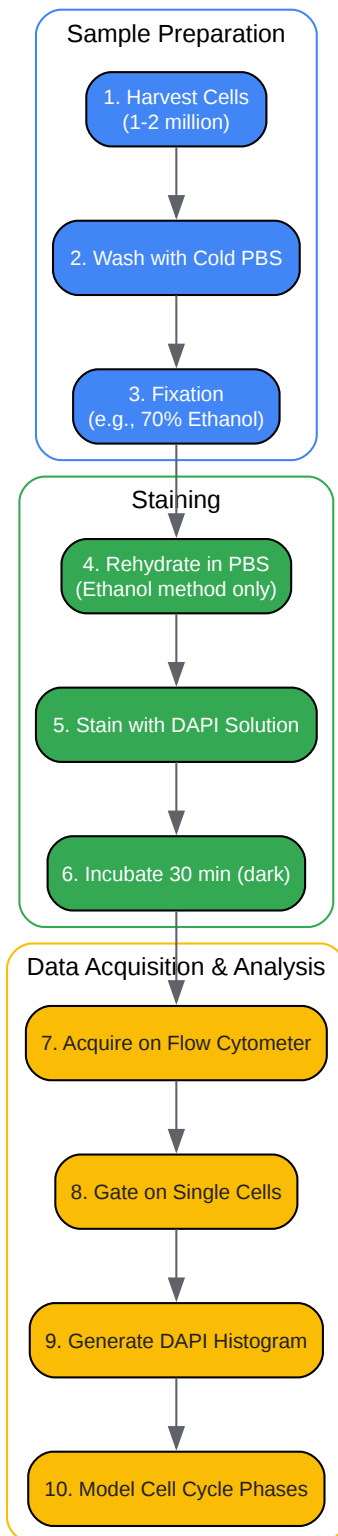 Sample Preparation
1. Harvest Cells
(1-2 million)
2. Wash with Cold PBS
3. Fixation
(e.g., 70% Ethanol)
Staining
4. Rehydrate in PBS
(Ethanol method only)
5. Stain with DAPI Solution
6. Incubate 30 min (dark)
Data Acquisition & Analysis
7. Acquire on Flow Cytometer
8. Gate on Single Cells
9. Generate DAPI Histogram
10. Model Cell Cycle Phases